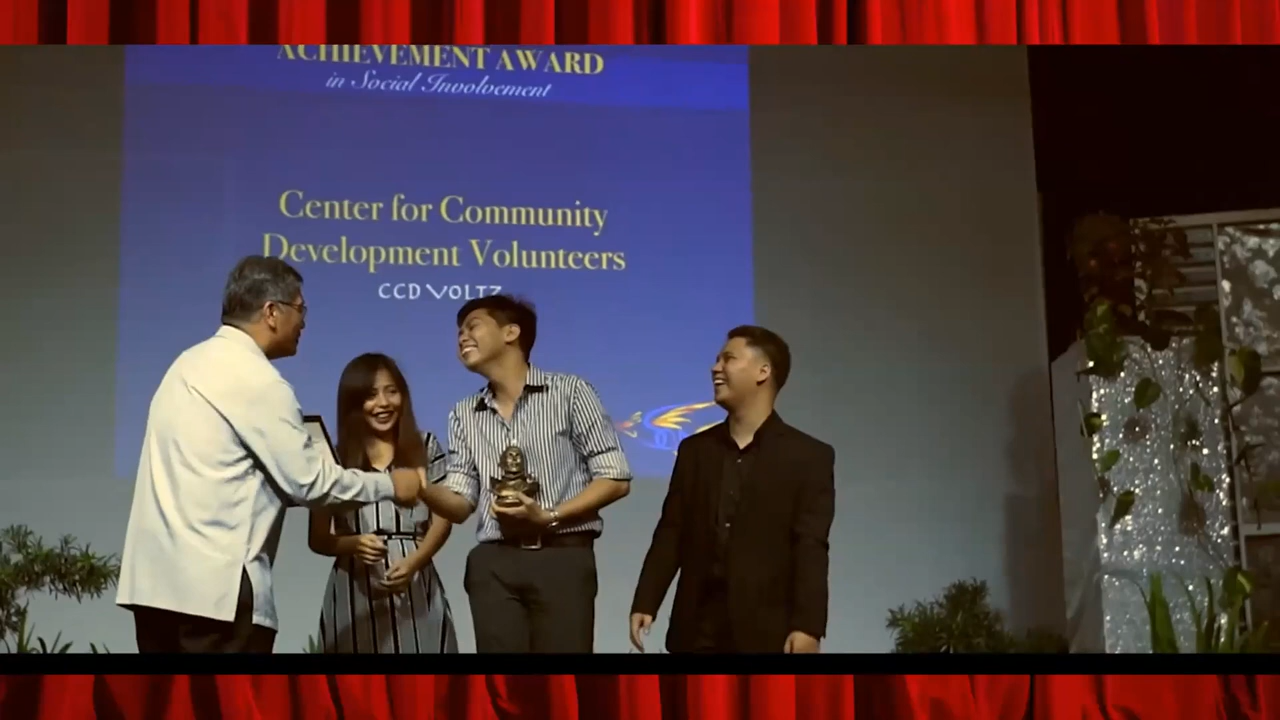 ACHIEVEMENT AWARD
in Social Involvement
Center for Community
Development Volunteers
CCD VOLTZ